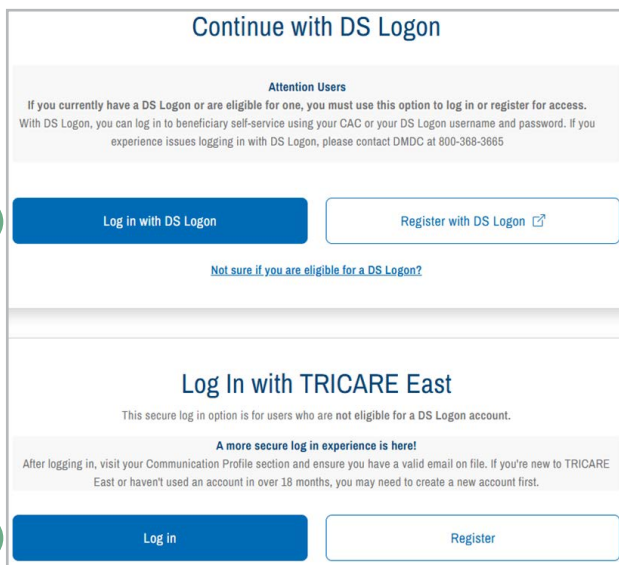 Continue with DS Logon
Attention Users
If you currently have a DS Logon or are eligible for one, you must use this option to log in or register for access.
With DS Logon, you can log in to beneficiary self-service using your CAC or your DS Logon username and password. If you
experience issues logging in with DS Logon, please contact DMDC at 800-368-3665
Log in with DS Logon
Register with DS Logon
Not sure if you are eligible for a DS Logon?
Log In with TRICARE East
This secure log in option is for users who are not eligible for a DS Logon account.
A more secure log in experience is here!
After logging in, visit your Communication Profile section and ensure you have a valid email on file. If you're new to TRICARE
East or haven't used an account in over 18 months, you may need to create a new account first.
Log in
Register